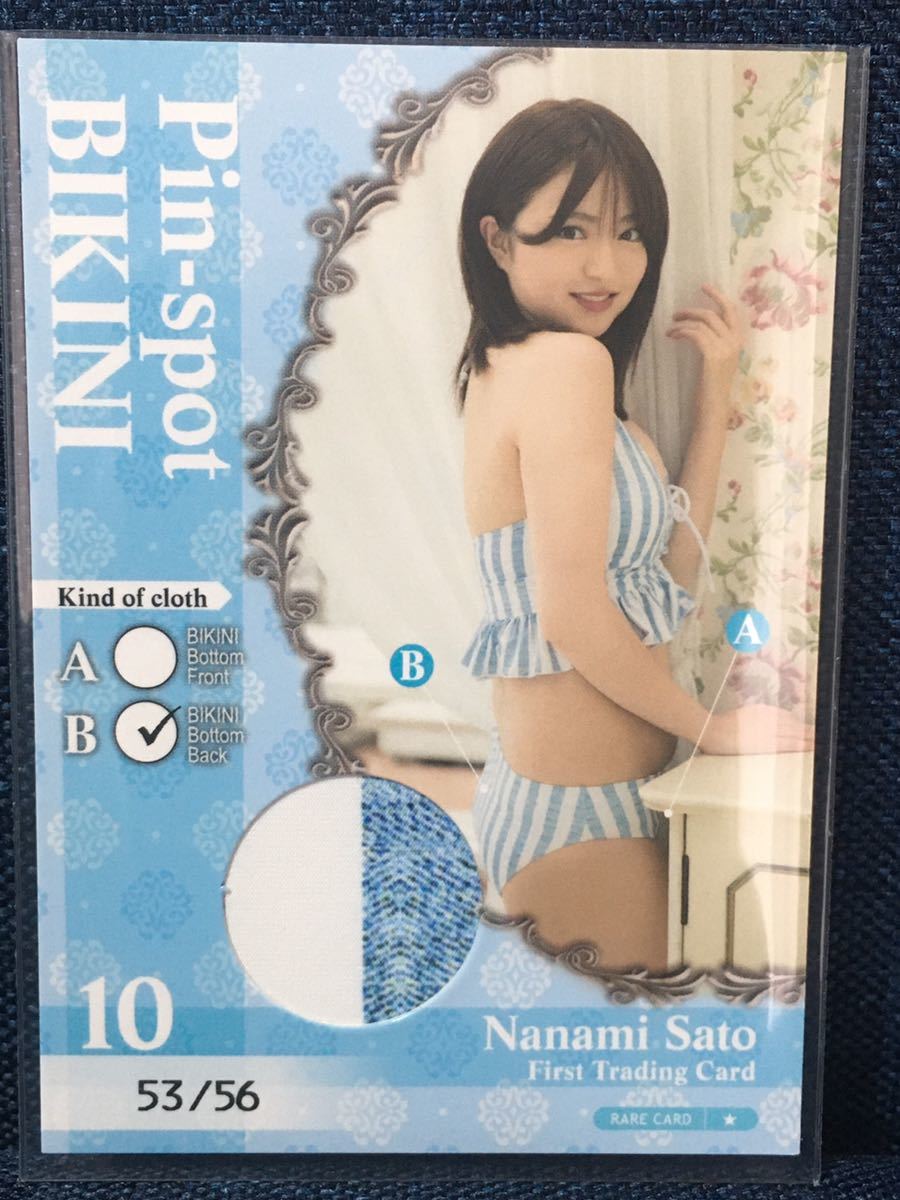 Pin-spot
BIKINI
Kind of cloth
A BIKINI
Bottom
Front
B BIKINI
Bottom
Back
B
A
10
53/56
Nanami Sato
First Trading Card
RARE CARD ★